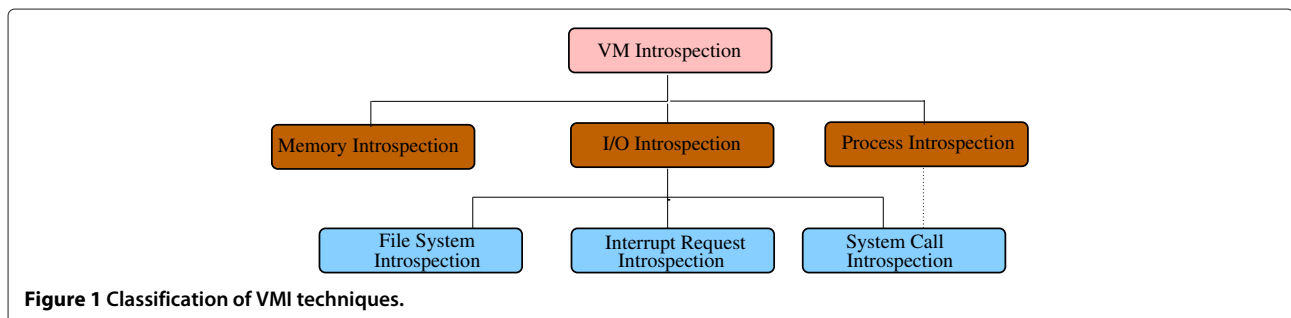 VM Introspection
Memory Introspection
I/O Introspection
Process Introspection
File System
Introspection
Interrupt Request
Introspection
System Call
Introspection
Figure 1 Classification of VMI techniques.